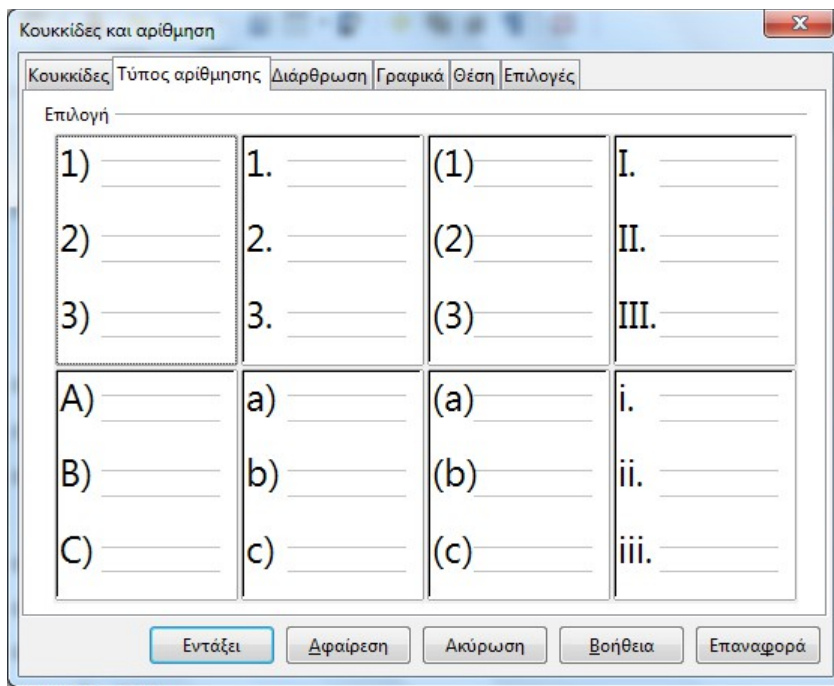 Κουκκίδες και αρίθμηση
Κουκκίδες Τύπος αρίθμησης Διάρθρωση Γραφικά Θέση Επιλογές
Επιλογή
1) 1. (1) I.
2) 2. (2) II.
3) 3. (3) III.
A) a) (a) i.
B) b) (b) ii.
C) c) (c) iii.
Εντάξει Αφαίρεση Ακύρωση Βοήθεια Επαναφορά